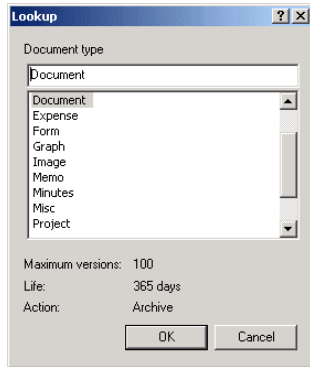 Lookup
Document type
Document
Document
Expense
Form
Graph
Image
Memo
Minutes
Misc
Project
Maximum versions: 100
Life: 365 days
Action: Archive
OK Cancel